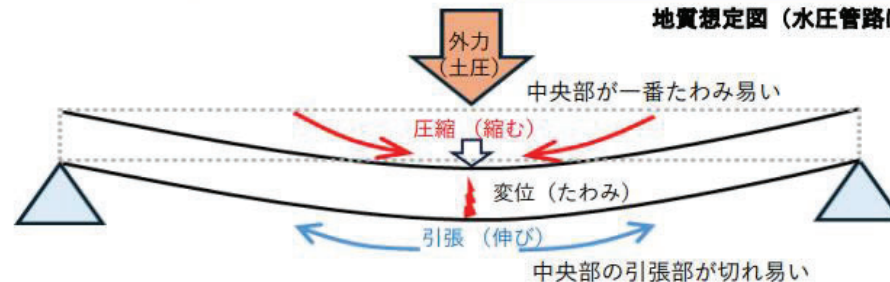 地質想定図（水圧管路
外力
（土圧）
中央部が一番たわみ易い
圧縮 （縮む）
変位（たわみ）
引張 （伸び）
中央部の引張部が切れ易い